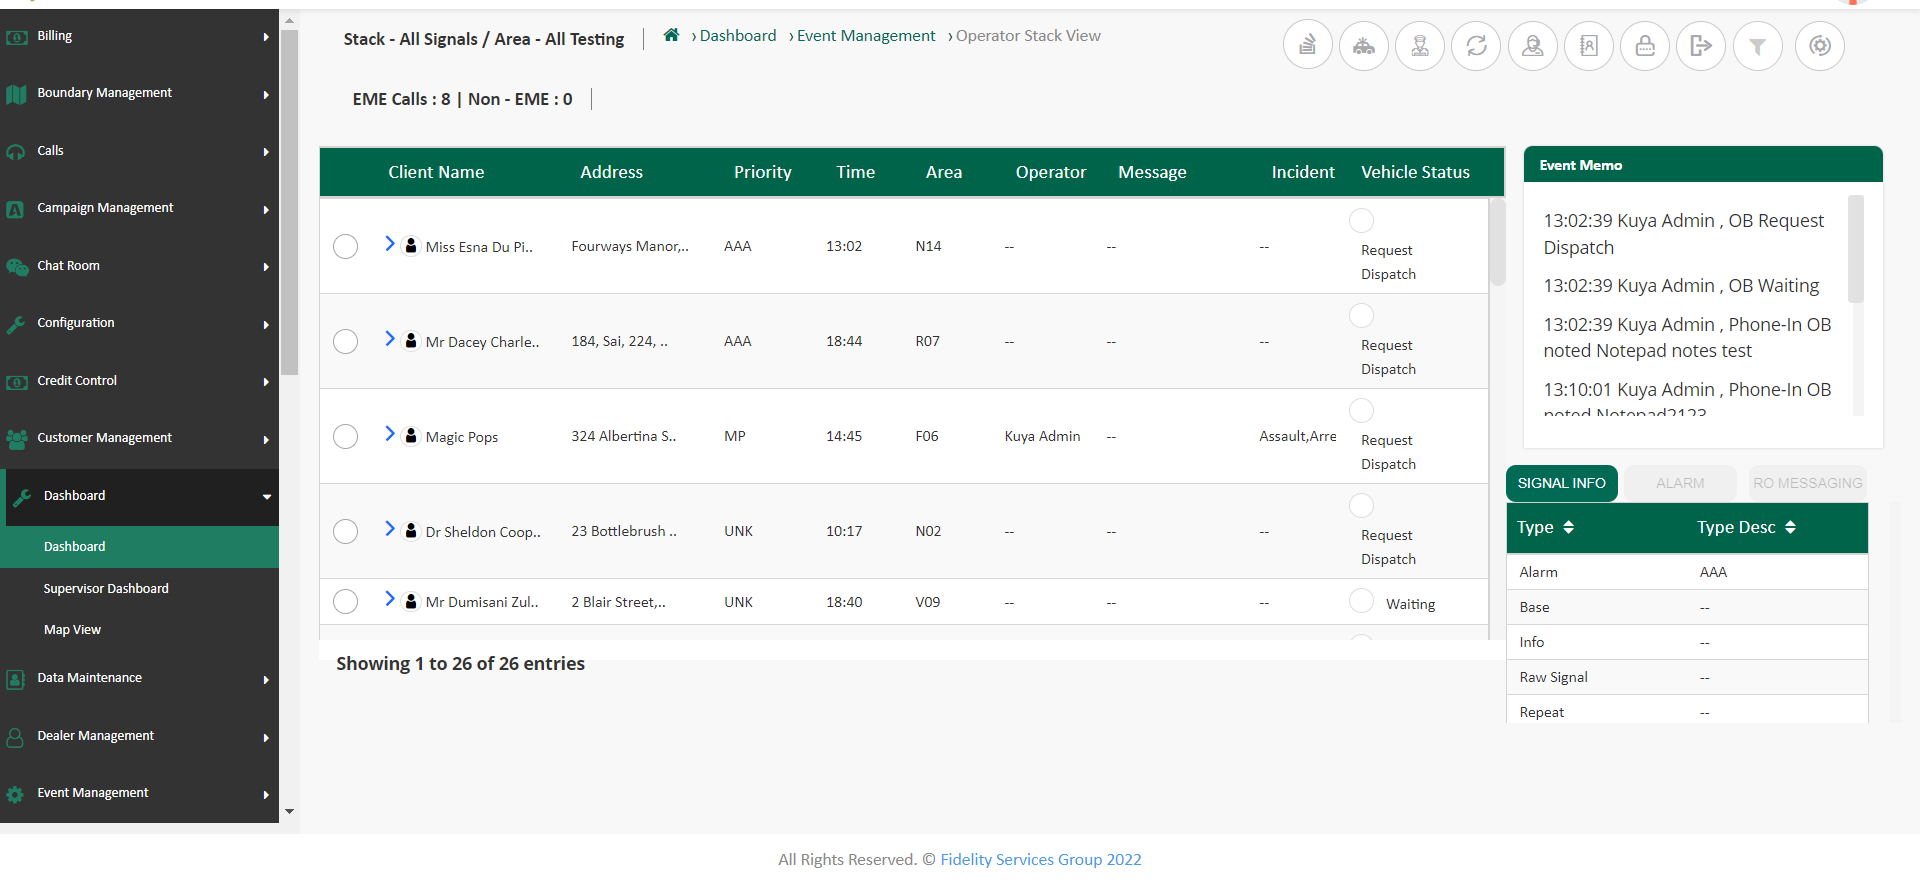 Billing
Boundary Management
Calls
Campaign Management
Chat Room
Configuration
Credit Control
Customer Management
Dashboard
Dashboard
Supervisor Dashboard
Map View
Data Maintenance
Dealer Management
Event Management
Stack - All Signals / Area - All Testing
› Dashboard › Event Management › Operator Stack View
EME Calls : 8 | Non - EME : 0
Client Name Address Priority Time Area Operator Message Incident Vehicle Status
Miss Esna Du Pi.. Fourways Manor,.. AAA 13:02 N14 -- -- -- Request Dispatch
Mr Dacey Charle.. 184, Sai, 224, .. AAA 18:44 R07 -- -- -- Request Dispatch
Magic Pops 324 Albertina S.. MP 14:45 F06 Kuya Admin -- Assault,Arre Request Dispatch
Dr Sheldon Coop.. 23 Bottlebrush .. UNK 10:17 N02 -- -- -- Request Dispatch
Mr Dumisani Zul.. 2 Blair Street,.. UNK 18:40 V09 -- -- -- Waiting
Showing 1 to 26 of 26 entries
Event Memo
13:02:39 Kuya Admin , OB Request
Dispatch
13:02:39 Kuya Admin , OB Waiting
13:02:39 Kuya Admin , Phone-In OB
noted Notepad notes test
13:10:01 Kuya Admin , Phone-In OB
noted Notepad2123
SIGNAL INFO ALARM RO MESSAGING
Type Type Desc
Alarm AAA
Base --
Info --
Raw Signal --
Repeat --
All Rights Reserved. © Fidelity Services Group 2022